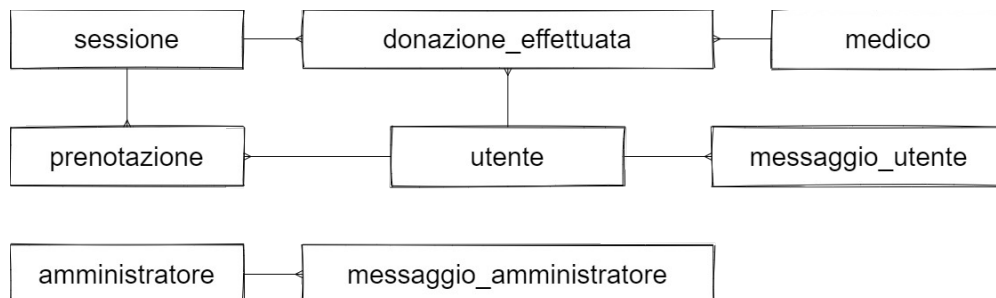 sessione
donazione_effettuata
medico
prenotazione
utente
messaggio_utente
amministratore
messaggio_amministratore